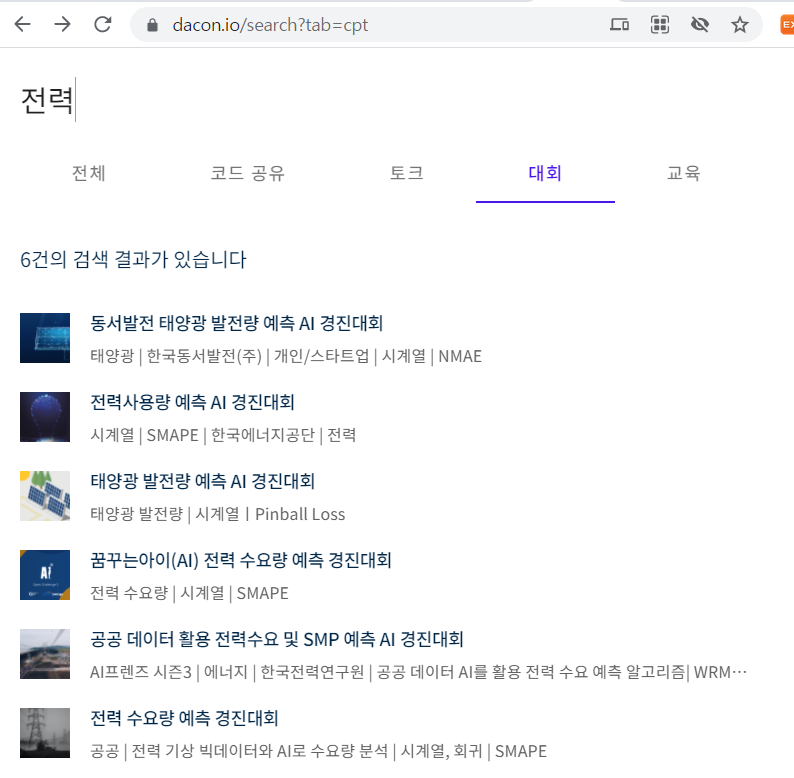 dacon.io/search?tab=cpt
전력
전체 코드 공유 토크 대회 교육
6건의 검색 결과가 있습니다
동서발전 태양광 발전량 예측 AI 경진대회
태양광 | 한국동서발전(주) | 개인/스타트업 | 시계열 | NMAE
전력사용량 예측 AI 경진대회
시계열 | SMAPE | 한국에너지공단 | 전력
태양광 발전량 예측 AI 경진대회
태양광 발전량 | 시계열ㅣPinball Loss
꿈꾸는아이(AI) 전력 수요량 예측 경진대회
전력 수요량 | 시계열 | SMAPE
공공 데이터 활용 전력수요 및 SMP 예측 AI 경진대회
AI프렌즈 시즌3 | 에너지 | 한국전력연구원 | 공공 데이터 AI를 활용 전력 수요 예측 알고리즘| WRM…
전력 수요량 예측 경진대회
공공 | 전력 기상 빅데이터와 AI로 수요량 분석 | 시계열, 회귀 | SMAPE